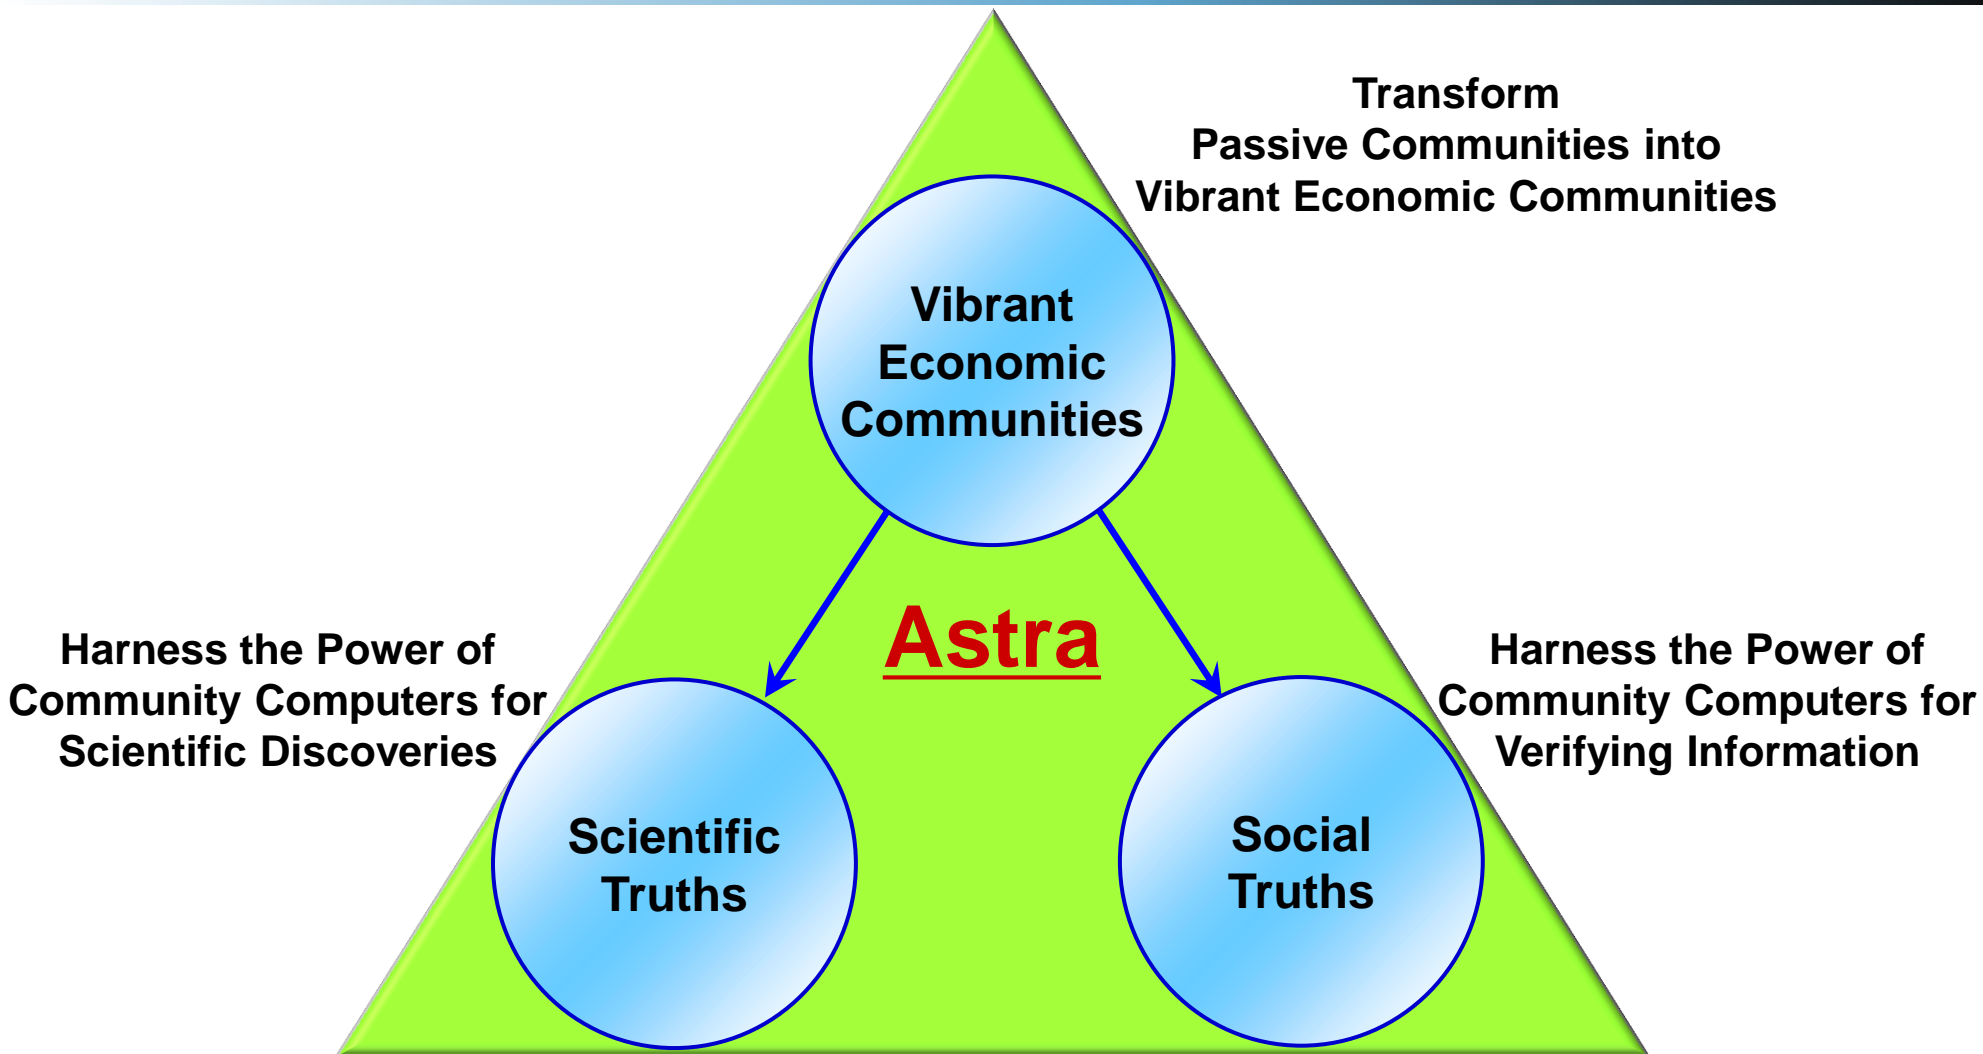 Transform
Passive Communities into
Vibrant Economic Communities
Vibrant
Economic
Communities
Astra
Harness the Power of
Community Computers for
Scientific Discoveries
Harness the Power of
Community Computers for
Verifying Information
Scientific
Truths
Social
Truths